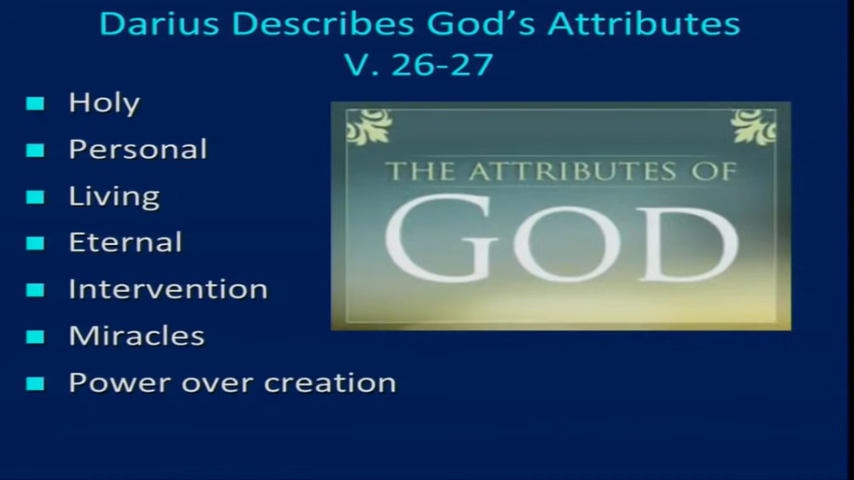 Darius Describes God's Attributes
V. 26-27
Holy
Personal
Living
Eternal
Intervention
Miracles
Power over creation
THE ATTRIBUTES OF
GOD